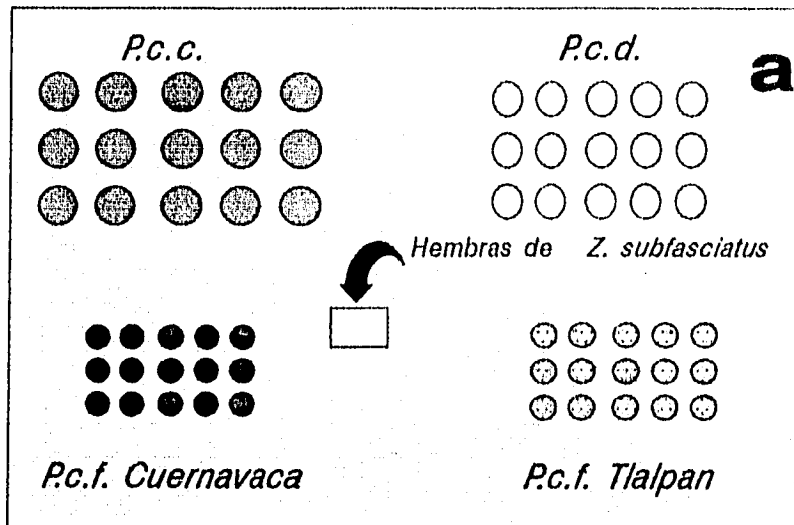 P.c.c.
P.c.d.
a
Hembras de Z. subfasciatus
P.c.f. Cuernavaca
P.c.f. Tlalpan